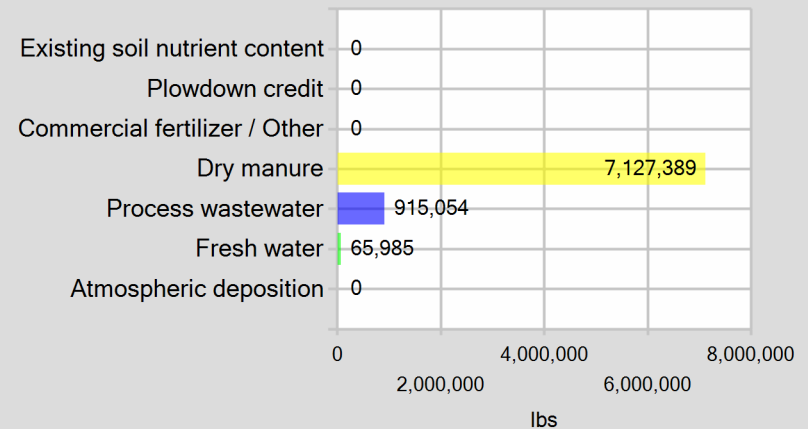 Existing soil nutrient content 0
Plowdown credit 0
Commercial fertilizer / Other 0
Dry manure 7,127,389
Process wastewater 915,054
Fresh water 65,985
Atmospheric deposition 0
0 4,000,000 8,000,000
2,000,000 6,000,000
lbs